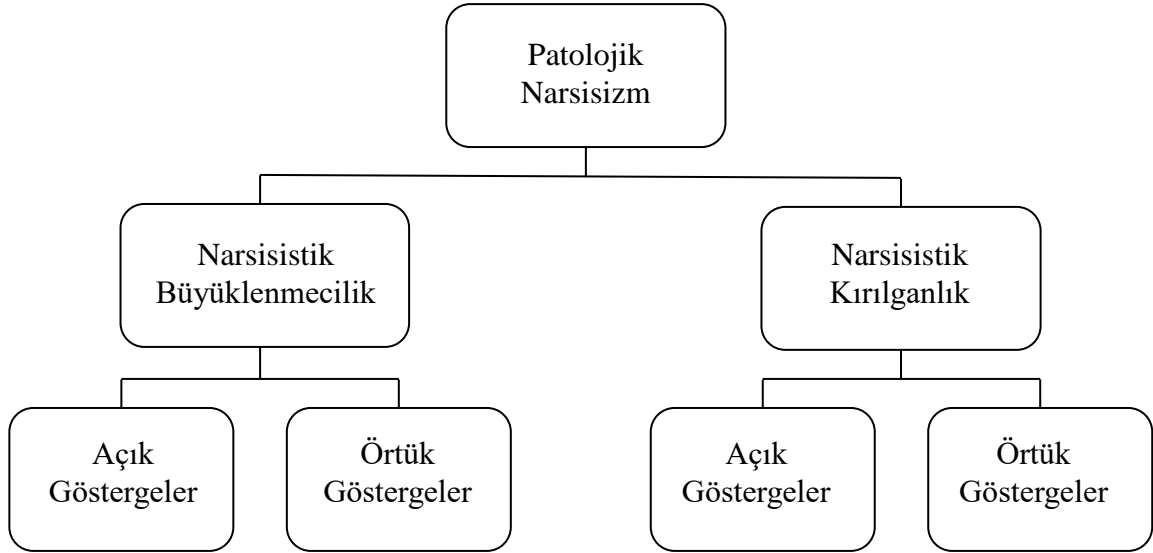 Patolojik
Narsisizm
Narsisistik
Büyüklenmecilik
Narsisistik
Kırılganlık
Açık
Göstergeler
Örtük
Göstergeler
Açık
Göstergeler
Örtük
Göstergeler